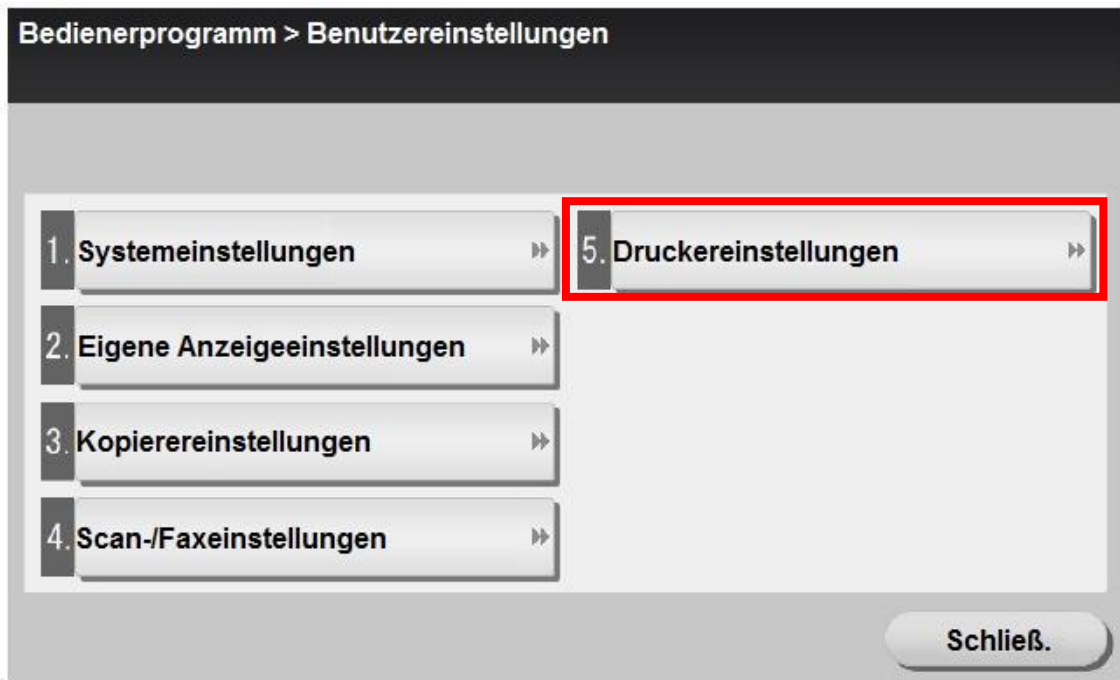 Bedienerprogramm > Benutzereinstellungen
1. Systemeinstellungen
2. Eigene Anzeigeeinstellungen
3. Kopierereinstellungen
4. Scan-/Faxeinstellungen
5. Druckereinstellungen
Schließ.